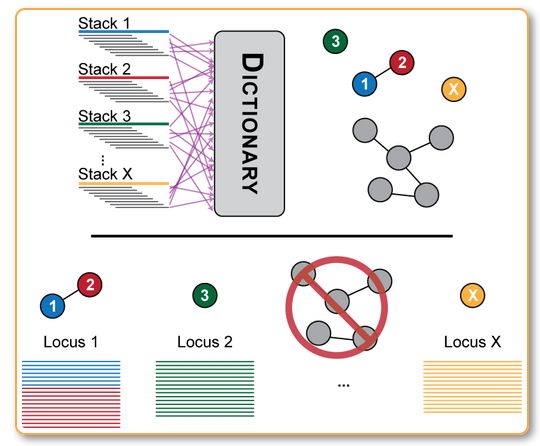 Stack 1
Stack 2
Stack 3
⋮
Stack X
DICTIONARY
3
2
1
X
2
1
3
X
Locus 1
Locus 2
Locus X
...